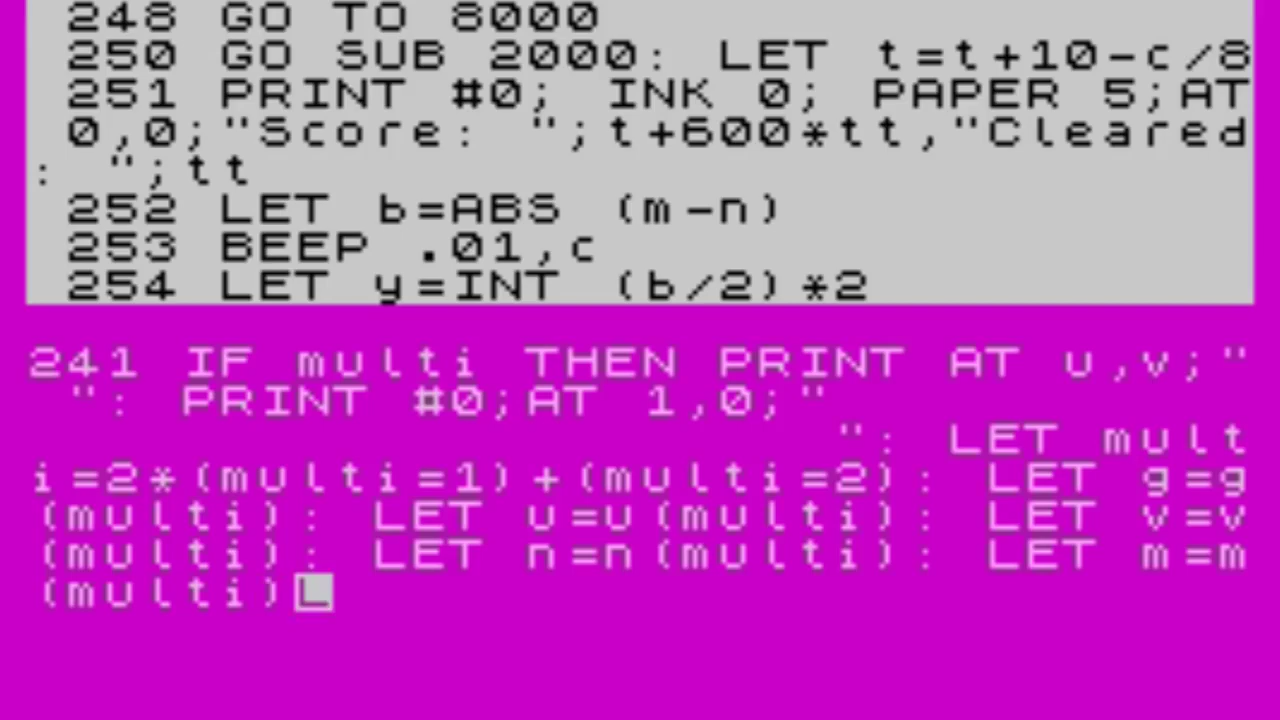 248 GO TO 8000
250 GO SUB 2000: LET t=t+10-c/8
251 PRINT #0; INK 0; PAPER 5;AT
0,0;"Score: ";t+600*tt,"Cleared
: ";tt
252 LET b=ABS (m-n)
253 BEEP .01,c
254 LET y=INT (b/2)*2
241 IF multi THEN PRINT AT u,v;"
": PRINT #0;AT 1,0;"
": LET mult
i=2*(multi=1)+(multi=2): LET g=g
(multi): LET u=u(multi): LET v=v
(multi): LET n=n(multi): LET m=m
(multi)L